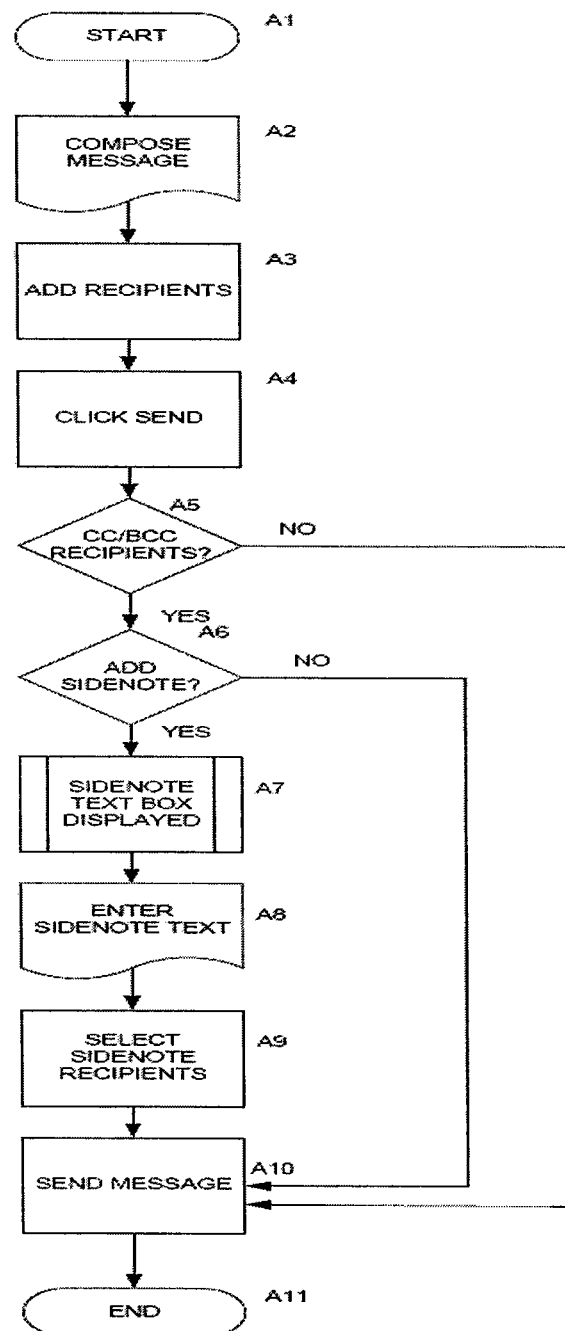 START
A1
COMPOSE
MESSAGE
A2
ADD RECIPIENTS
A3
CLICK SEND
A4
A5
CC/BCC
RECIPIENTS?
NO
YES
A6
ADD
SIDENOTE?
NO
YES
SIDENOTE
TEXT BOX
DISPLAYED
A7
ENTER
SIDENOTE TEXT
A8
SELECT
SIDENOTE
RECIPIENTS
A9
SEND MESSAGE
A10
END
A11